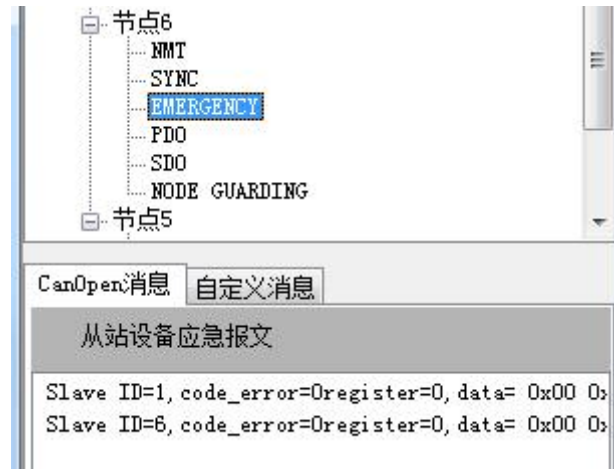 节点6
NMT
SYNC
EMERGENCY
PDO
SDO
NODE GUARDING
节点5
CanOpen消息 自定义消息
从站设备应急报文
Slave ID=1, code_error=0register=0, data= 0x00 0x
Slave ID=6, code_error=0register=0, data= 0x00 0x